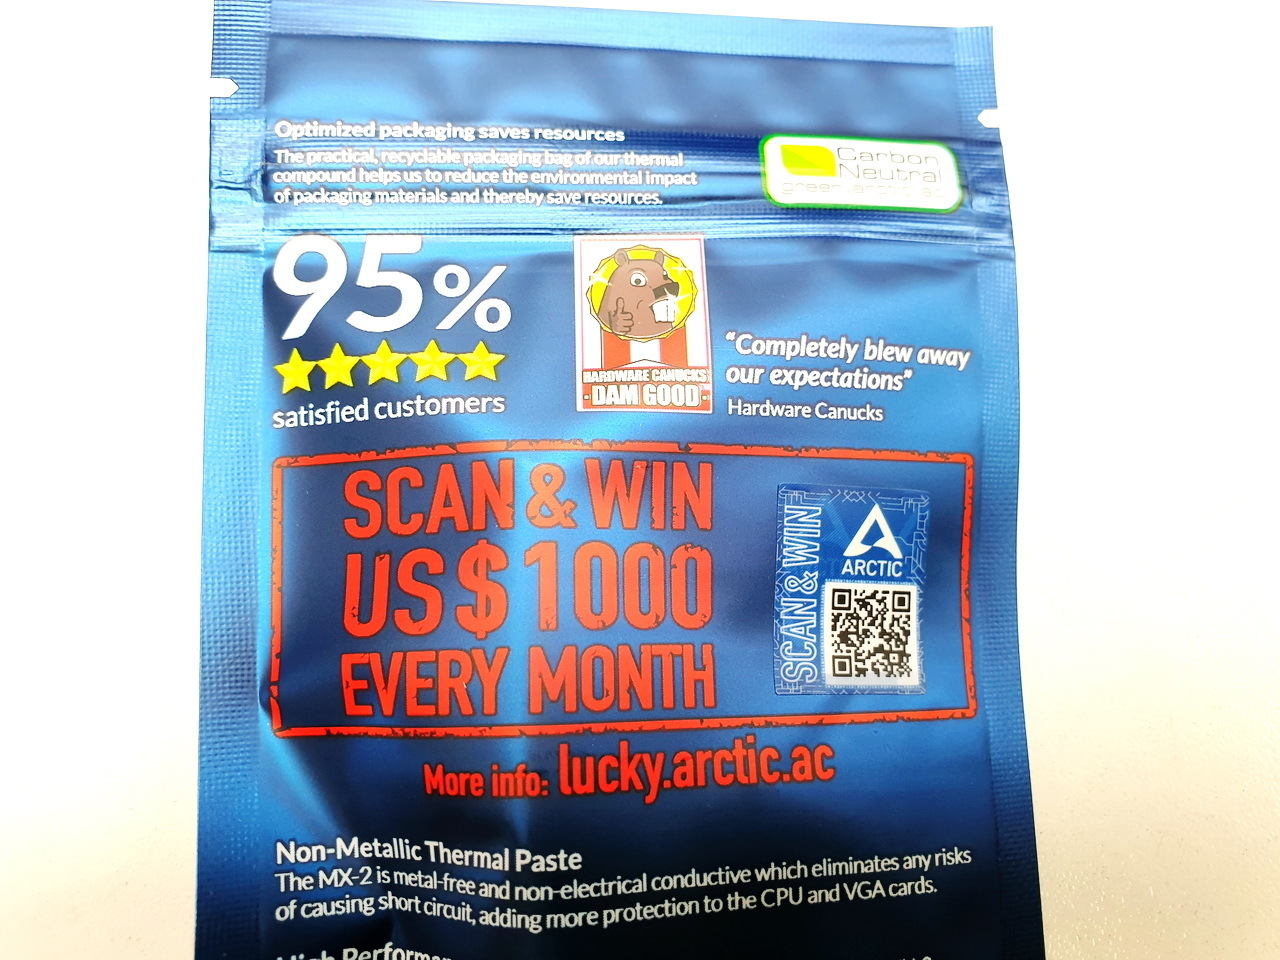 Optimized packaging saves resources
The practical, recyclable packaging bag of our thermal
compound helps us to reduce the environmental impact
of packaging materials and thereby save resources.
Carbon
Neutral
green.arctic.ac
95%
satisfied customers
HARDWARE CANUCKS
DAM GOOD
"Completely blew away
our expectations"
Hardware Canucks
SCAN & WIN
US$1000
EVERY MONTH
SCAN & WIN
ARCTIC
More info: lucky.arctic.ac
Non-Metallic Thermal Paste
The MX-2 is metal-free and non-electrical conductive which eliminates any risks
of causing short circuit, adding more protection to the CPU and VGA cards.
High